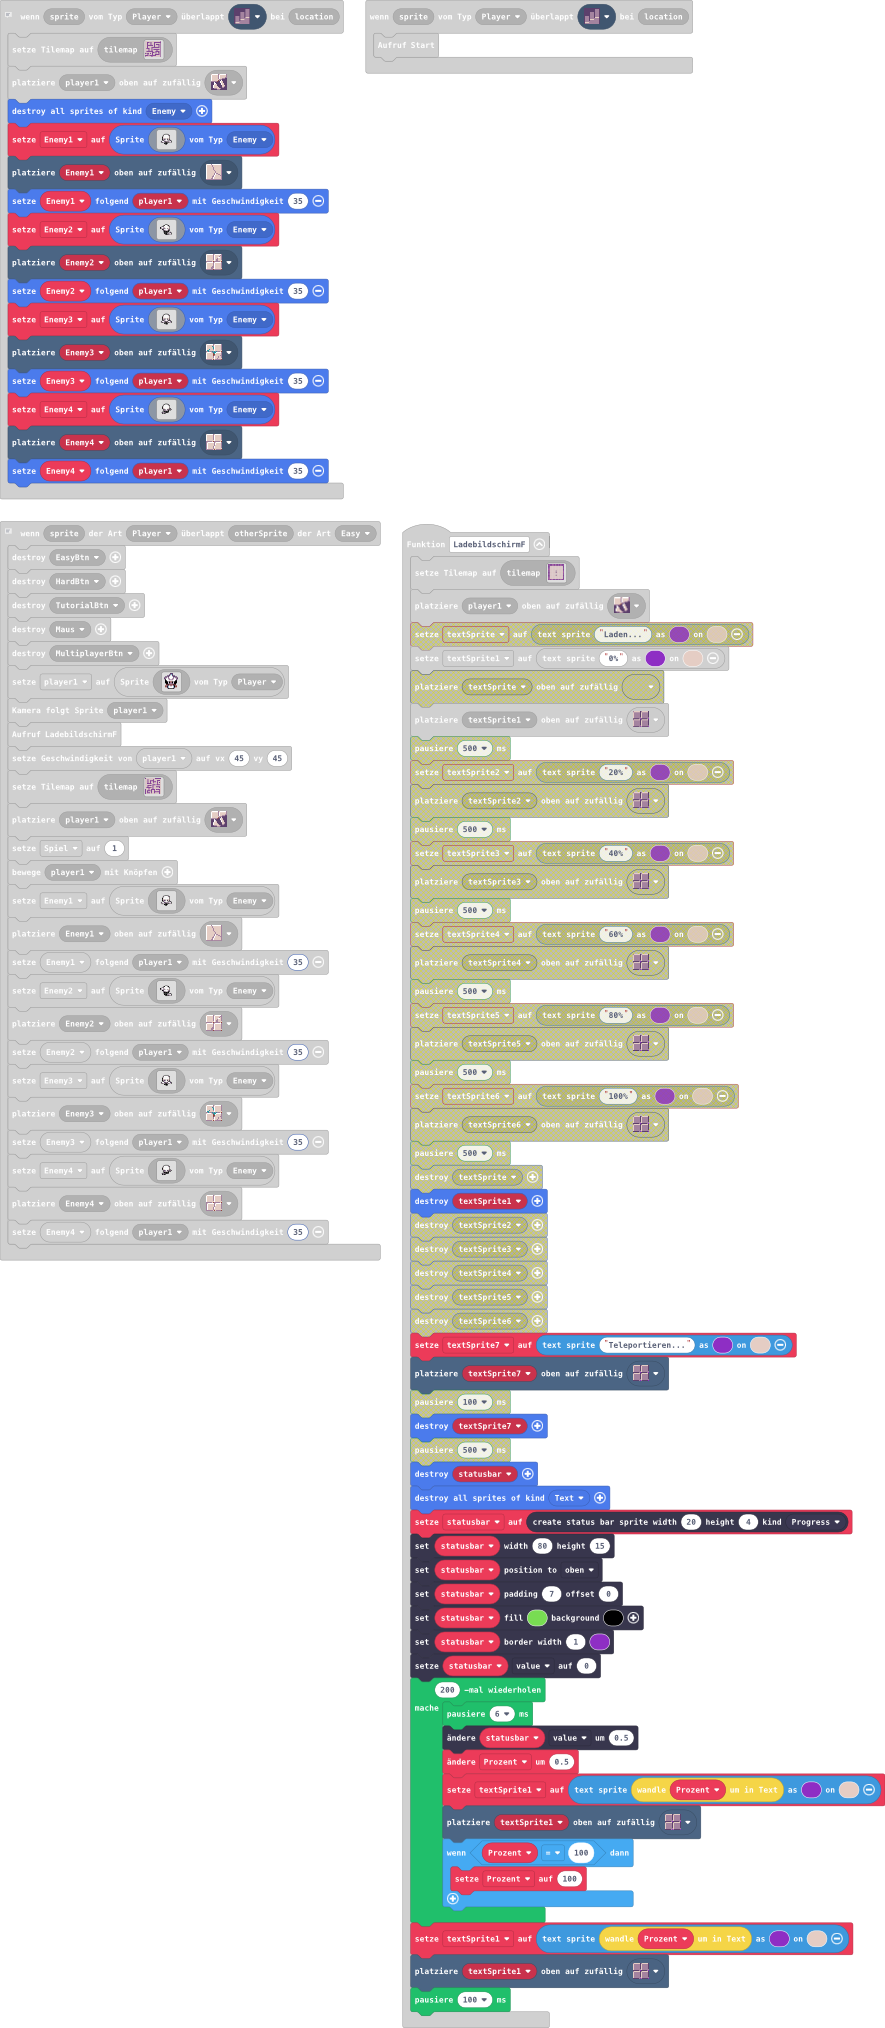 wenn sprite vom Typ Player überlappt bei location
setze Tilemap auf tilemap
platziere player1 oben auf zufällig
destroy all sprites of kind Enemy
setze Enemy1 auf Sprite vom Typ Enemy
platziere Enemy1 oben auf zufällig
setze Enemy1 folgend player1 mit Geschwindigkeit 35
setze Enemy2 auf Sprite vom Typ Enemy
platziere Enemy2 oben auf zufällig
setze Enemy2 folgend player1 mit Geschwindigkeit 35
setze Enemy3 auf Sprite vom Typ Enemy
platziere Enemy3 oben auf zufällig
setze Enemy3 folgend player1 mit Geschwindigkeit 35
setze Enemy4 auf Sprite vom Typ Enemy
platziere Enemy4 oben auf zufällig
setze Enemy4 folgend player1 mit Geschwindigkeit 35
wenn sprite vom Typ Player überlappt bei location
Aufruf Start
wenn sprite der Art Player überlappt otherSprite der Art Easy
destroy EasyBtn
destroy HardBtn
destroy TutorialBtn
destroy Maus
destroy MultiplayerBtn
setze player1 auf Sprite vom Typ Player
Kamera folgt Sprite player1
Aufruf LadebildschirmF
setze Geschwindigkeit von player1 auf vx 45 vy 45
setze Tilemap auf tilemap
platziere player1 oben auf zufällig
setze Spiel auf 1
bewege player1 mit Knöpfen
setze Enemy1 auf Sprite vom Typ Enemy
platziere Enemy1 oben auf zufällig
setze Enemy1 folgend player1 mit Geschwindigkeit 35
setze Enemy2 auf Sprite vom Typ Enemy
platziere Enemy2 oben auf zufällig
setze Enemy2 folgend player1 mit Geschwindigkeit 35
setze Enemy3 auf Sprite vom Typ Enemy
platziere Enemy3 oben auf zufällig
setze Enemy3 folgend player1 mit Geschwindigkeit 35
setze Enemy4 auf Sprite vom Typ Enemy
platziere Enemy4 oben auf zufällig
setze Enemy4 folgend player1 mit Geschwindigkeit 35
Funktion LadebildschirmF
setze Tilemap auf tilemap
platziere player1 oben auf zufällig
setze textSprite auf text sprite "Laden..." as on
setze textSprite1 auf text sprite "0%" as on
platziere textSprite oben auf zufällig
platziere textSprite1 oben auf zufällig
pausiere 500 ms
setze textSprite2 auf text sprite "20%" as on
platziere textSprite2 oben auf zufällig
pausiere 500 ms
setze textSprite3 auf text sprite "40%" as on
platziere textSprite3 oben auf zufällig
pausiere 500 ms
setze textSprite4 auf text sprite "60%" as on
platziere textSprite4 oben auf zufällig
pausiere 500 ms
setze textSprite5 auf text sprite "80%" as on
platziere textSprite5 oben auf zufällig
pausiere 500 ms
setze textSprite6 auf text sprite "100%" as on
platziere textSprite6 oben auf zufällig
pausiere 500 ms
destroy textSprite
destroy textSprite1
destroy textSprite2
destroy textSprite3
destroy textSprite4
destroy textSprite5
destroy textSprite6
setze textSprite7 auf text sprite "Teleportieren..." as on
platziere textSprite7 oben auf zufällig
pausiere 100 ms
destroy textSprite7
pausiere 500 ms
destroy statusbar
destroy all sprites of kind Text
setze statusbar auf create status bar sprite width 20 height 4 kind Progress
set statusbar width 80 height 15
set statusbar position to oben
set statusbar padding 7 offset 0
set statusbar fill background
set statusbar border width 1
setze statusbar value auf 0
200 -mal wiederholen
mache
pausiere 6 ms
ändere statusbar value um 0.5
ändere Prozent um 0.5
setze textSprite1 auf text sprite wandle Prozent um in Text as on
platziere textSprite1 oben auf zufällig
wenn Prozent = 100 dann
setze Prozent auf 100
setze textSprite1 auf text sprite wandle Prozent um in Text as on
platziere textSprite1 oben auf zufällig
pausiere 100 ms